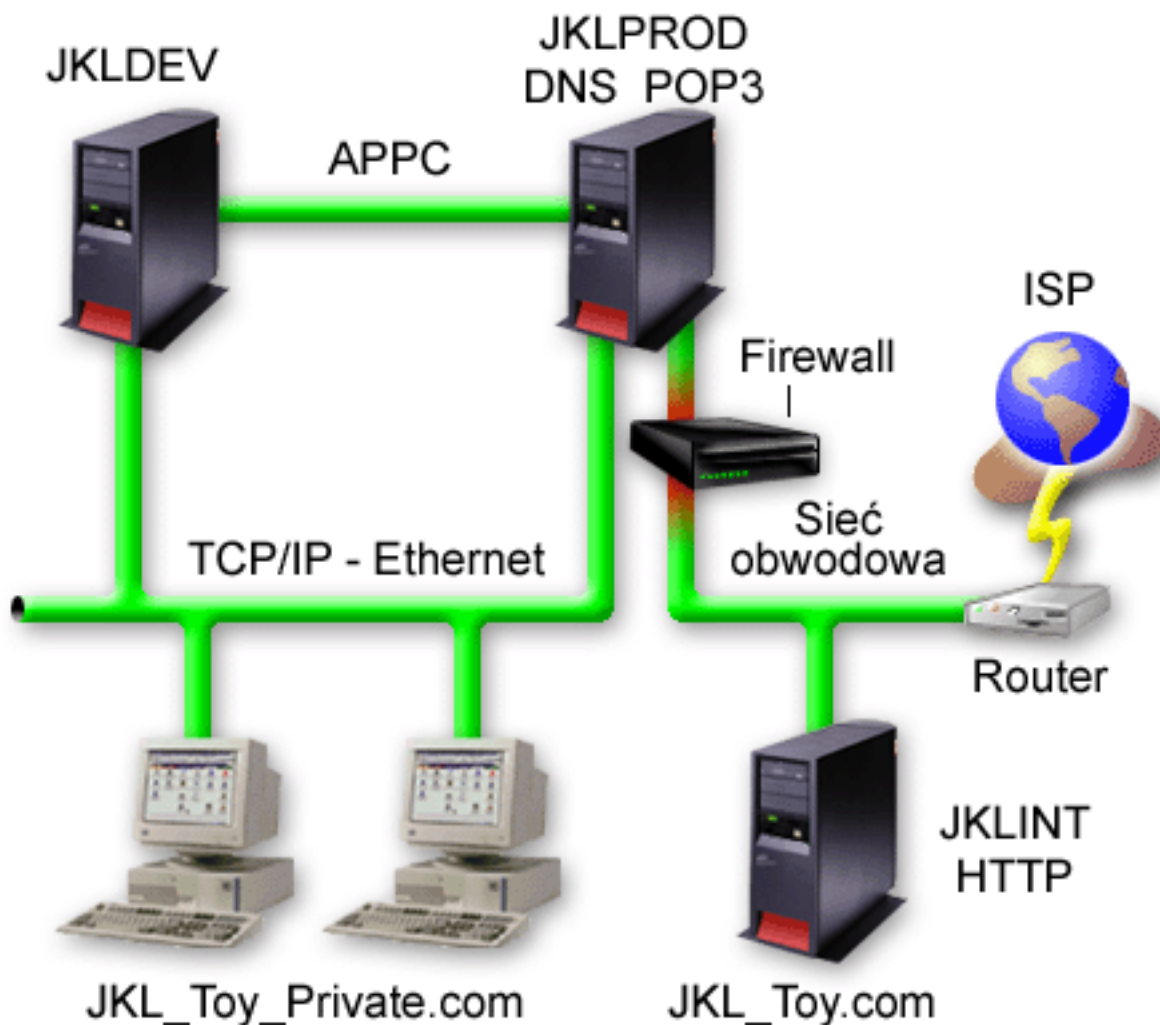 JKLDEV
JKLPROD
DNS POP3
APPC
ISP
Firewall
Sieć
obwodowa
TCP/IP - Ethernet
Router
JKLINT
HTTP
JKL_Toy_Private.com
JKL_Toy.com